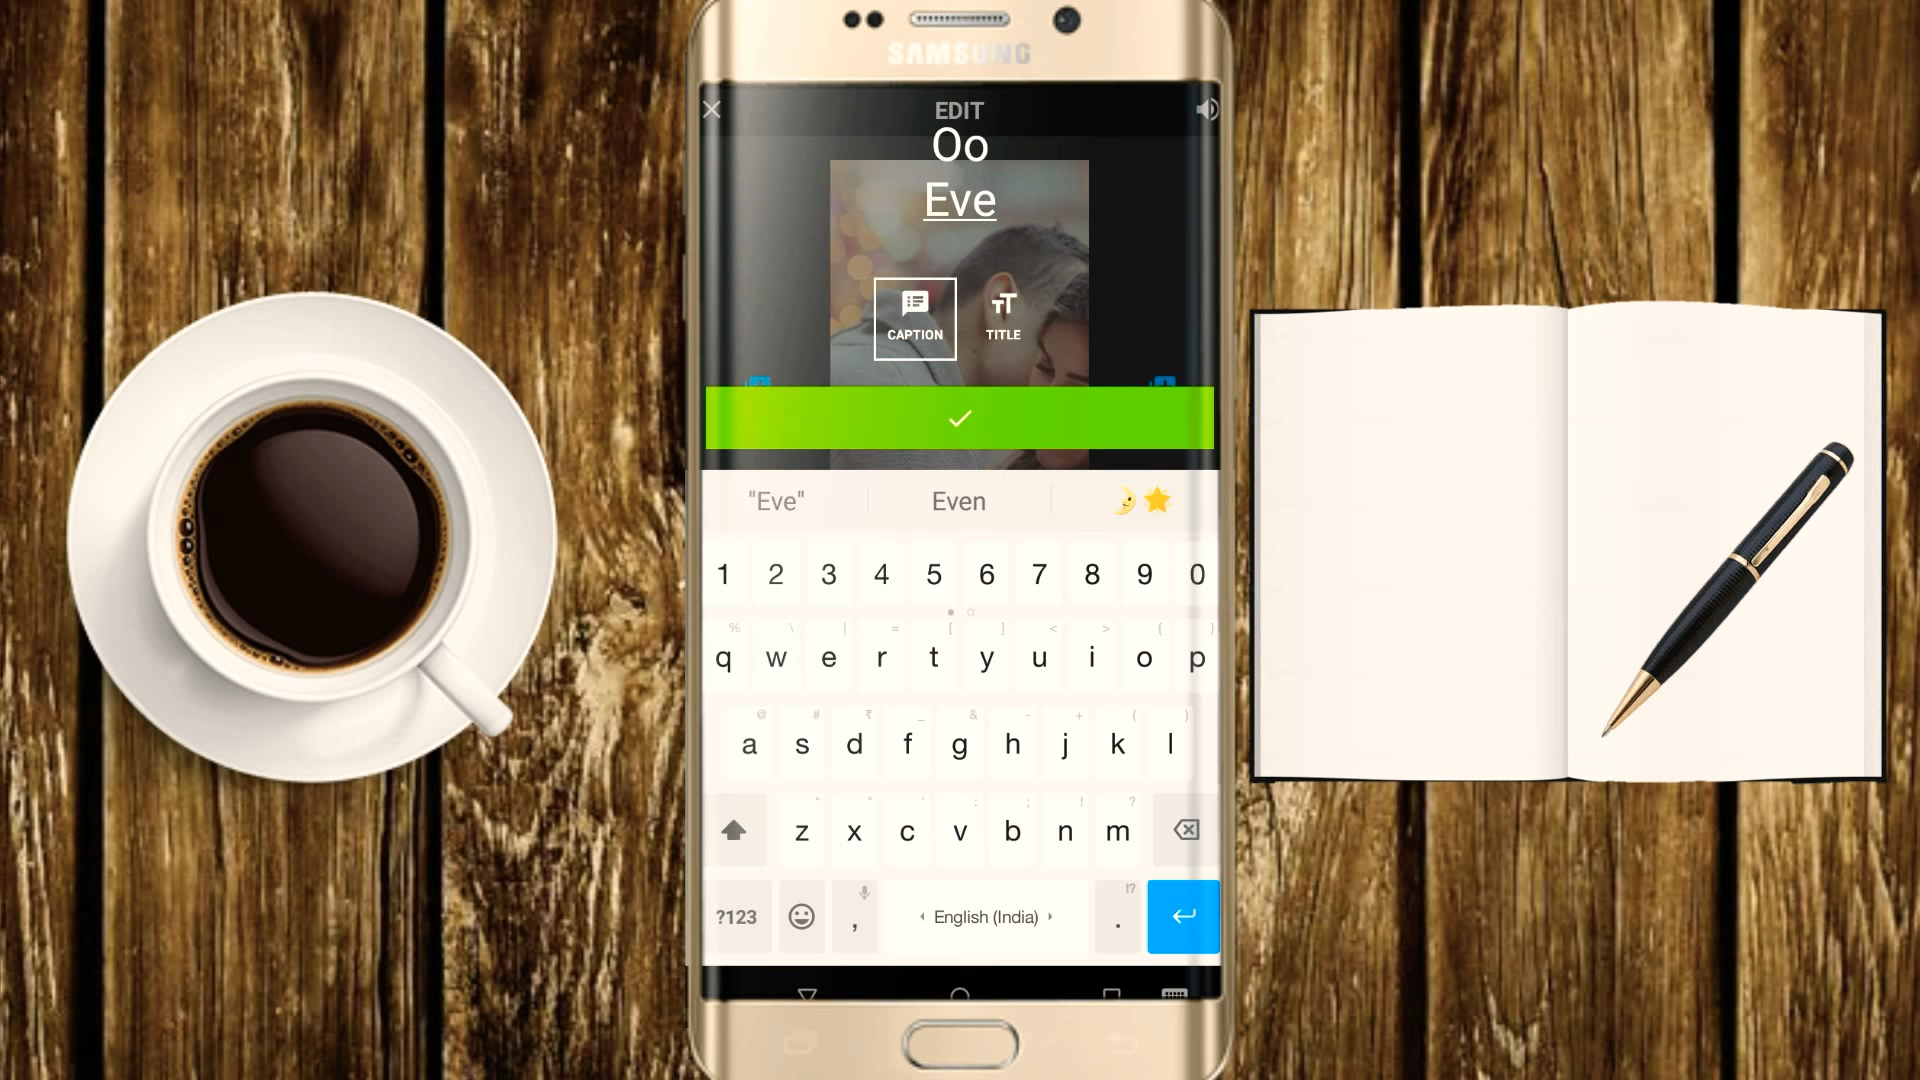 SAMSUNG
EDIT
Oo
Eve
CAPTION
TITLE
"Eve"
Even
1 2 3 4 5 6 7 8 9 0
% \ | = [ ] < > { }
q w e r t y u i o p
@ # ₹ _ & - + ( )
a s d f g h j k l
* " ' : ; ! ?
z x c v b n m
!?
?123 , English (India) .